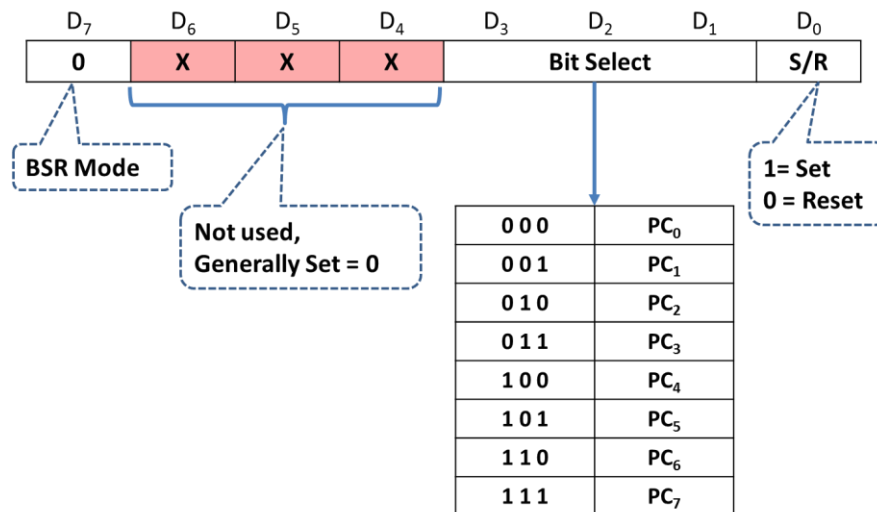 D₇ D₆ D₅ D₄ D₃ D₂ D₁ D₀
0 X X X Bit Select S/R
BSR Mode
Not used,
Generally Set = 0
1= Set
0 = Reset
0 0 0 PC₀
0 0 1 PC₁
0 1 0 PC₂
0 1 1 PC₃
1 0 0 PC₄
1 0 1 PC₅
1 1 0 PC₆
1 1 1 PC₇